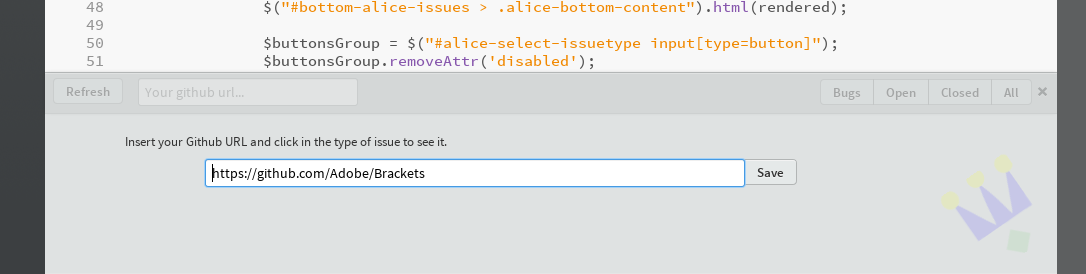 48 $("#bottom-alice-issues > .alice-bottom-content").html(rendered);
49
50 $buttonsGroup = $("#alice-select-issuetype input[type=button]");
51 $buttonsGroup.removeAttr('disabled');
Refresh Your github url... Bugs Open Closed All ×
Insert your Github URL and click in the type of issue to see it.
https://github.com/Adobe/Brackets Save